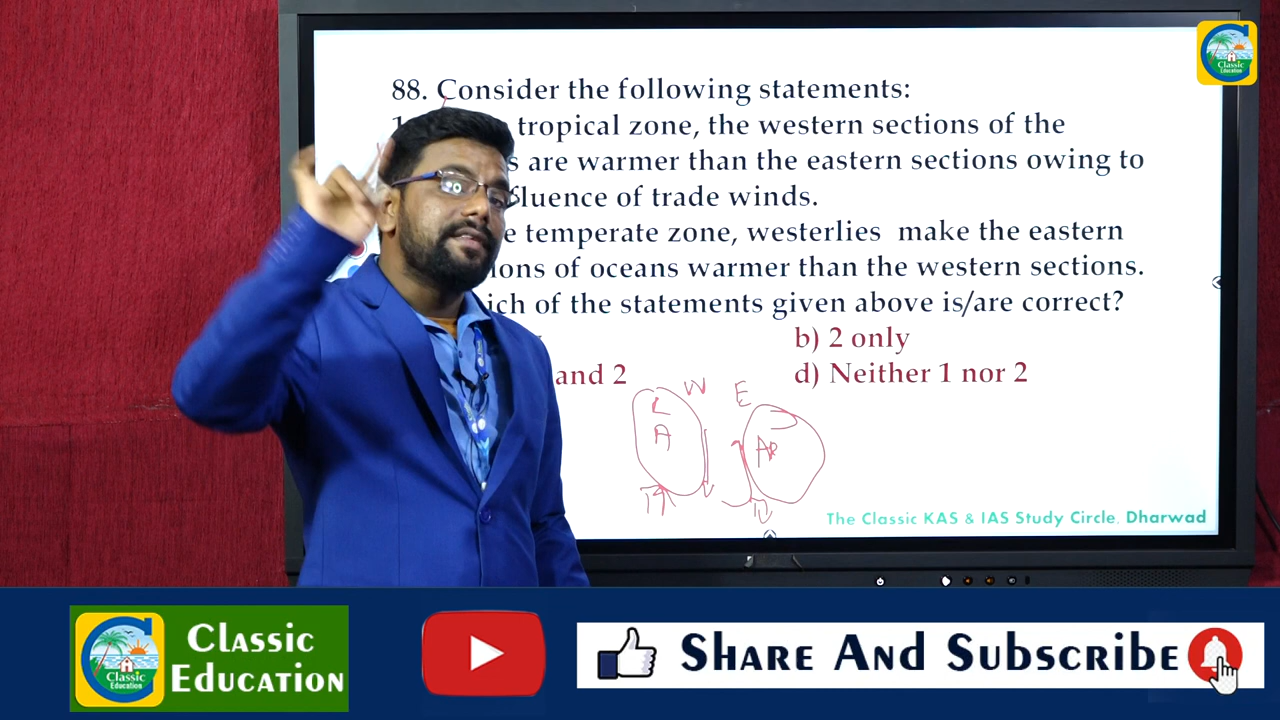 88. Consider the following statements:
tropical zone, the western sections of the
are warmer than the eastern sections owing to
of trade winds.
temperate zone, westerlies make the eastern
of oceans warmer than the western sections.
of the statements given above is/are correct?
b) 2 only
and 2 d) Neither 1 nor 2
W E
L
A
The Classic KAS & IAS Study Circle, Dharwad
Classic
Education
Classic
Education
Classic
Education
Share And Subscribe